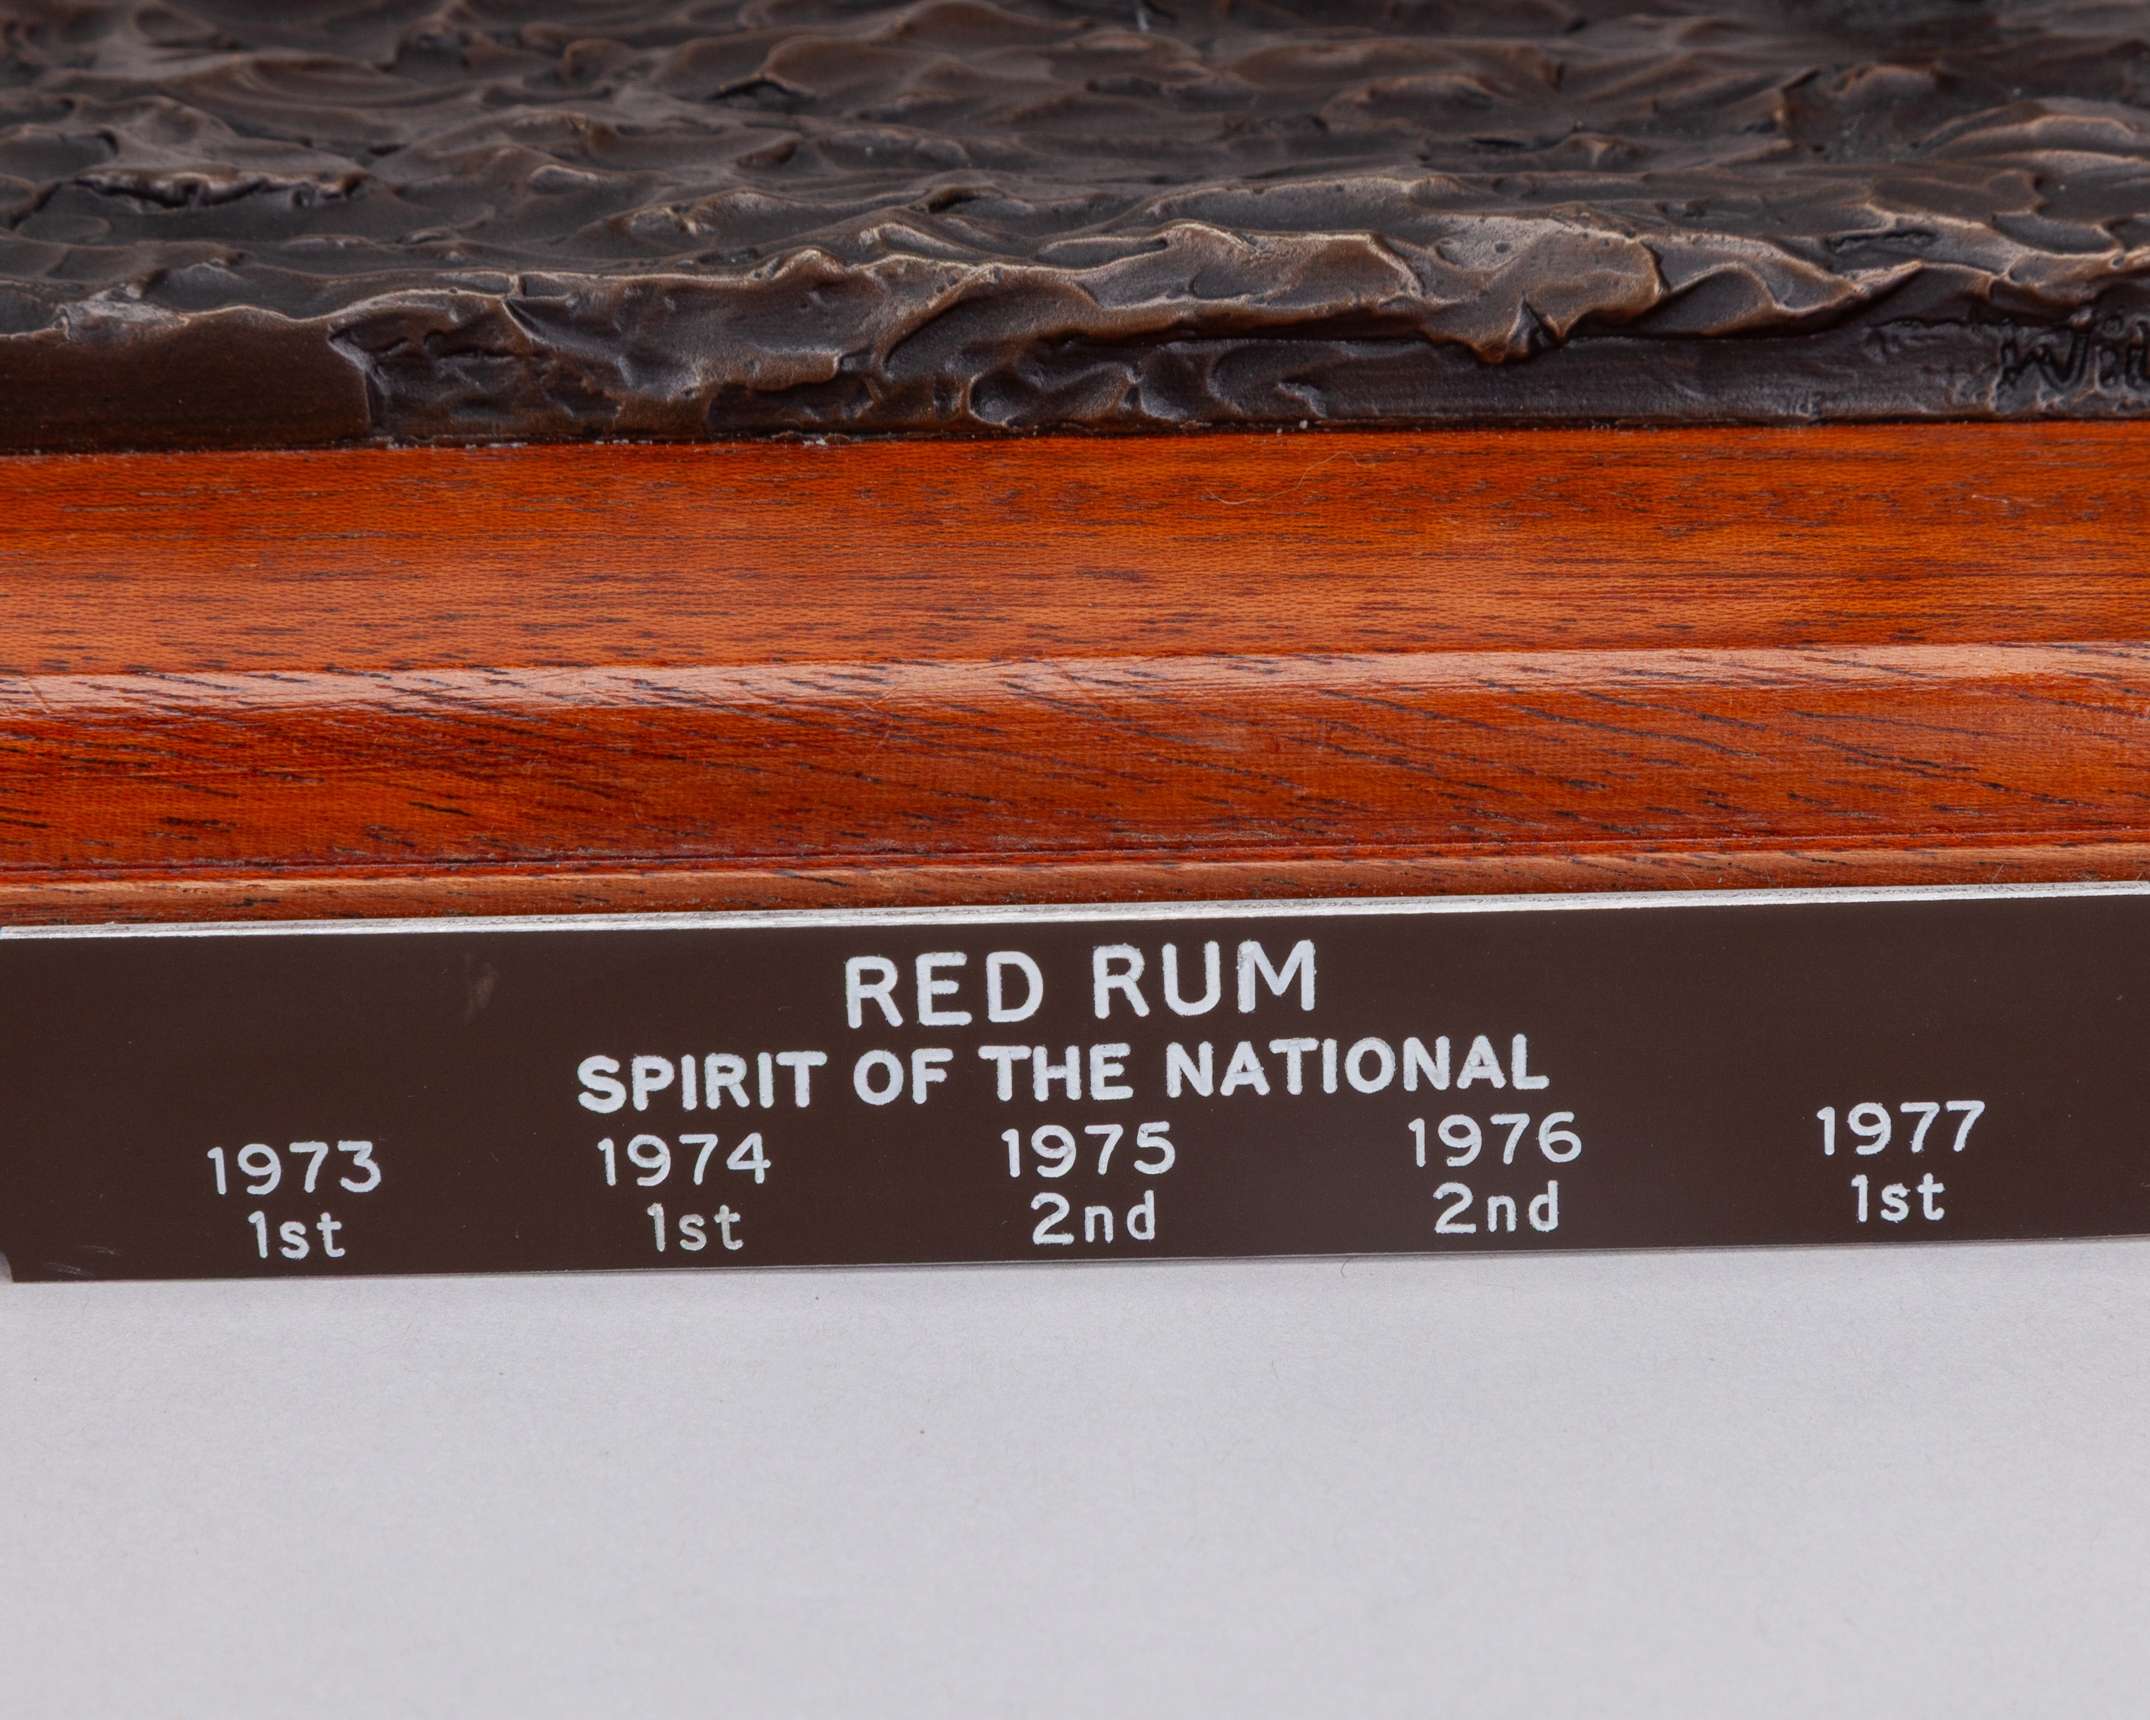 RED RUM
SPIRIT OF THE NATIONAL
1973 1974 1975 1976 1977
1st 1st 2nd 2nd 1st